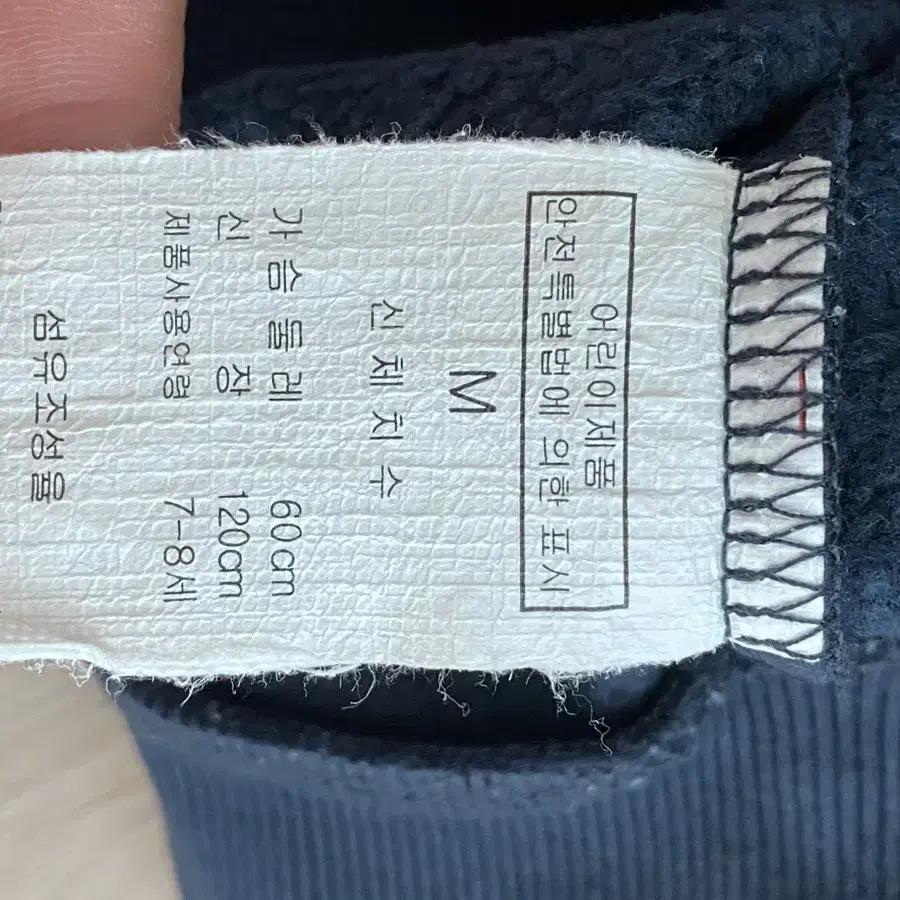 어린이제품
안전특별법에 의한 표시
M
신 체 치 수
가 슴 둘 레 60cm
신 장 120cm
제품사용연령 7-8세
섬유조성율